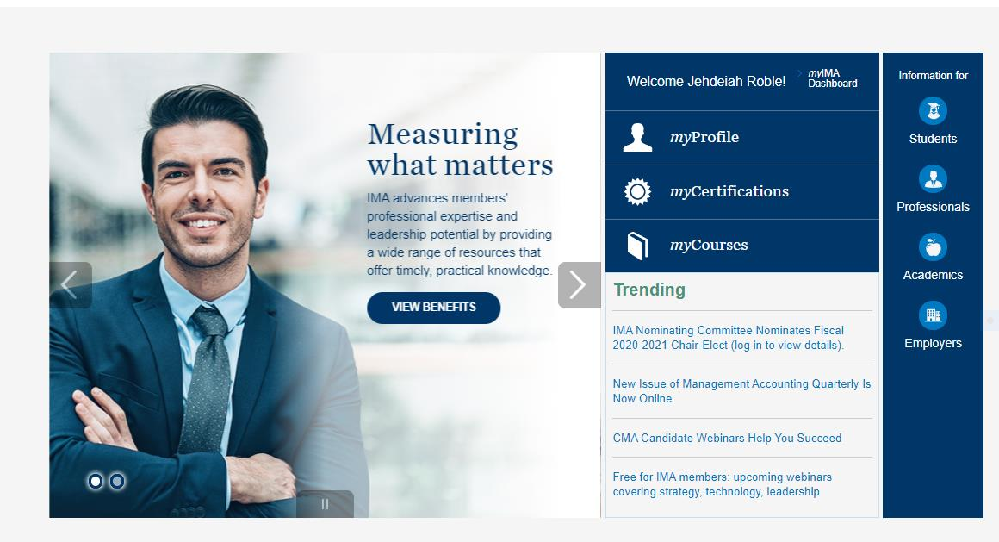 Measuring
what matters
IMA advances members'
professional expertise and
leadership potential by providing
a wide range of resources that
offer timely, practical knowledge.
VIEW BENEFITS
Welcome Jehdeiah Roble!
myIMA
Dashboard
myProfile
myCertifications
myCourses
Trending
IMA Nominating Committee Nominates Fiscal
2020-2021 Chair-Elect (log in to view details).
New Issue of Management Accounting Quarterly Is
Now Online
CMA Candidate Webinars Help You Succeed
Free for IMA members: upcoming webinars
covering strategy, technology, leadership
Information for
Students
Professionals
Academics
Employers